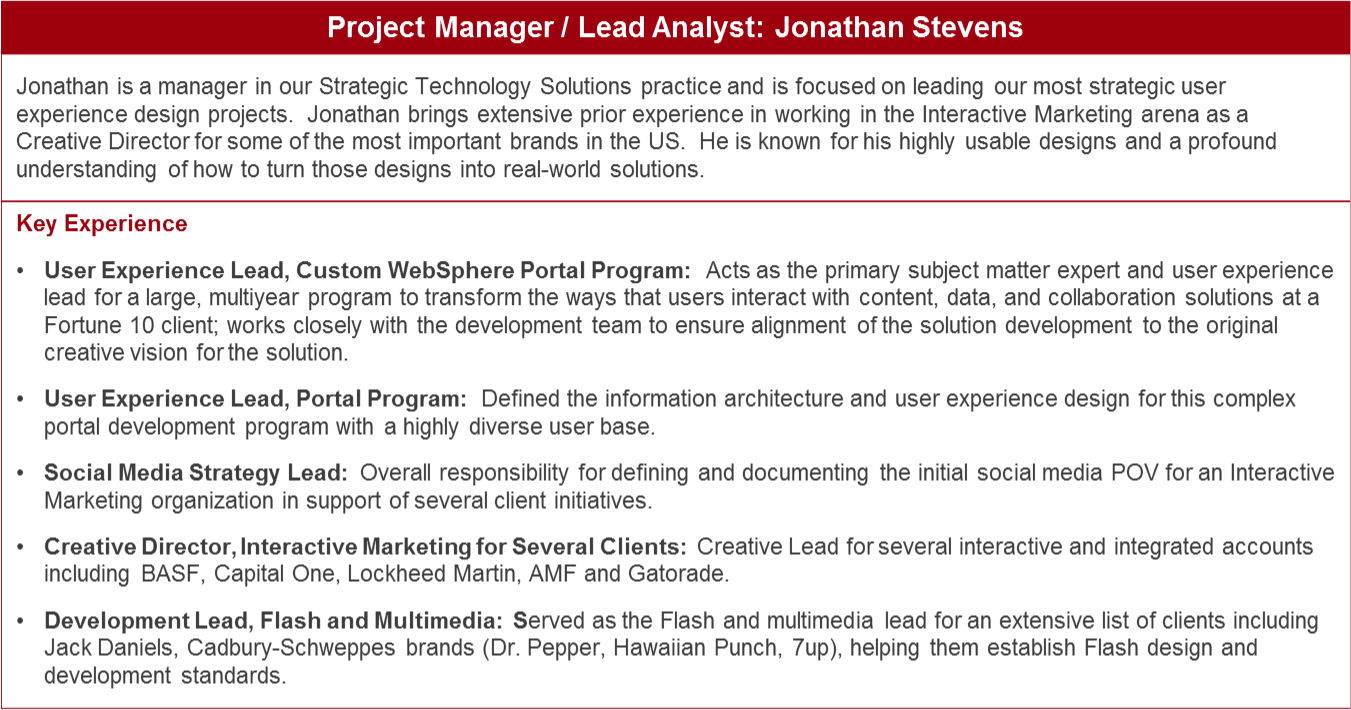 Project Manager / Lead Analyst: Jonathan Stevens
Jonathan is a manager in our Strategic Technology Solutions practice and is focused on leading our most strategic user
experience design projects. Jonathan brings extensive prior experience in working in the Interactive Marketing arena as a
Creative Director for some of the most important brands in the US. He is known for his highly usable designs and a profound
understanding of how to turn those designs into real-world solutions.
Key Experience
• User Experience Lead, Custom WebSphere Portal Program: Acts as the primary subject matter expert and user experience
lead for a large, multiyear program to transform the ways that users interact with content, data, and collaboration solutions at a
Fortune 10 client; works closely with the development team to ensure alignment of the solution development to the original
creative vision for the solution.
• User Experience Lead, Portal Program: Defined the information architecture and user experience design for this complex
portal development program with a highly diverse user base.
• Social Media Strategy Lead: Overall responsibility for defining and documenting the initial social media POV for an Interactive
Marketing organization in support of several client initiatives.
• Creative Director, Interactive Marketing for Several Clients: Creative Lead for several interactive and integrated accounts
including BASF, Capital One, Lockheed Martin, AMF and Gatorade.
• Development Lead, Flash and Multimedia: Served as the Flash and multimedia lead for an extensive list of clients including
Jack Daniels, Cadbury-Schweppes brands (Dr. Pepper, Hawaiian Punch, 7up), helping them establish Flash design and
development standards.